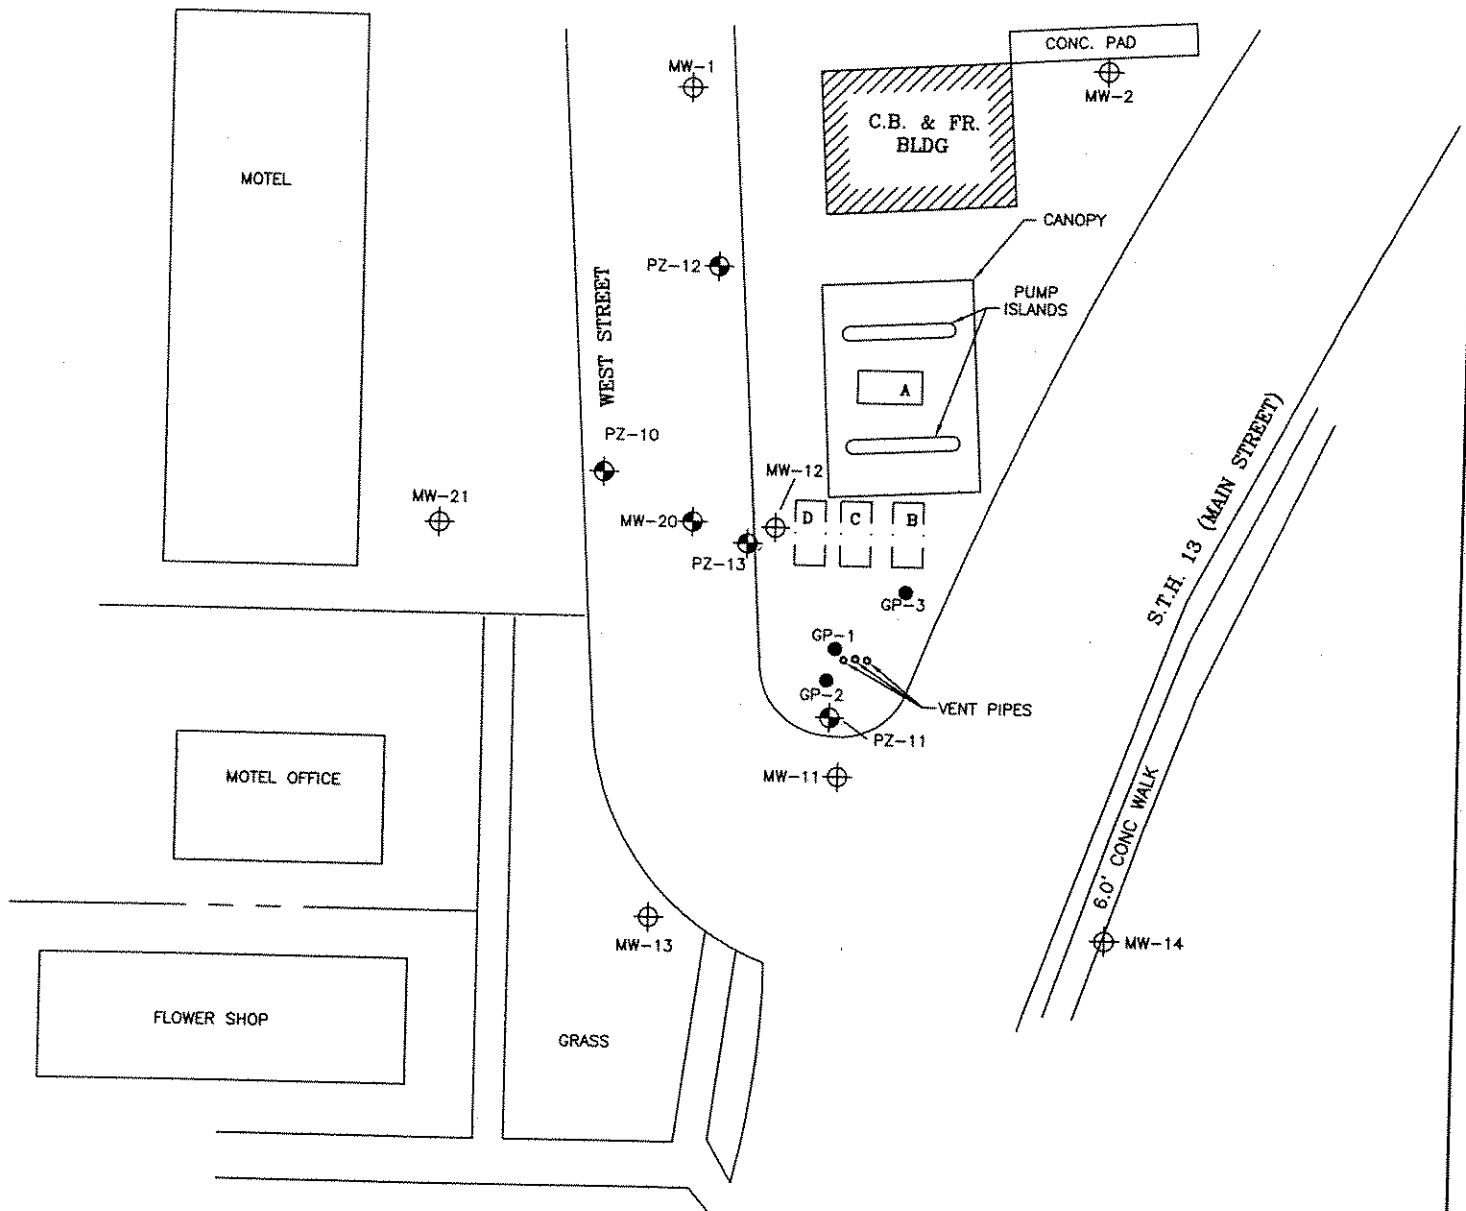 CONC. PAD
MW-1
MW-2
C.B. & FR.
BLDG
MOTEL
CANOPY
PZ-12
WEST STREET
PUMP
ISLANDS
A
S.T.H. 13 (MAIN STREET)
PZ-10
MW-12
MW-21
MW-20
D
C
B
PZ-13
GP-3
GP-1
GP-2
VENT PIPES
PZ-11
MOTEL OFFICE
MW-11
6.0' CONC WALK
MW-13
MW-14
FLOWER SHOP
GRASS